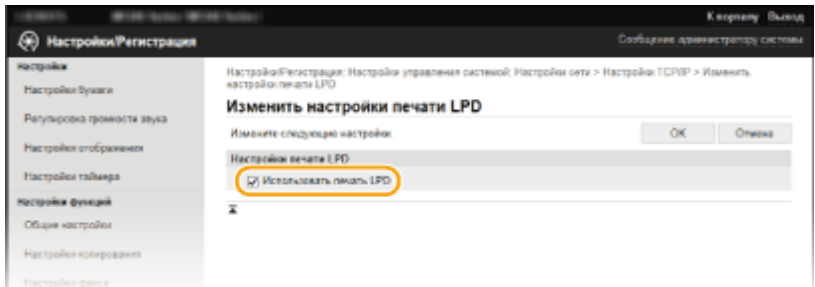 К порталу Выход
Настройки/Регистрация
Сообщение администратору системы
Настройки
Настройки бумаги
Регулировка громкости звука
Настройки отображения
Настройки таймера
Настройки функций
Общие настройки
Настройки копирования
Настройки факса
Настройки/Регистрация: Настройки управления системой: Настройки сети > Настройки TCP/IP > Изменить
настройки печати LPD
Изменить настройки печати LPD
Измените следующие настройки.
OK Отмена
Настройки печати LPD
Использовать печать LPD